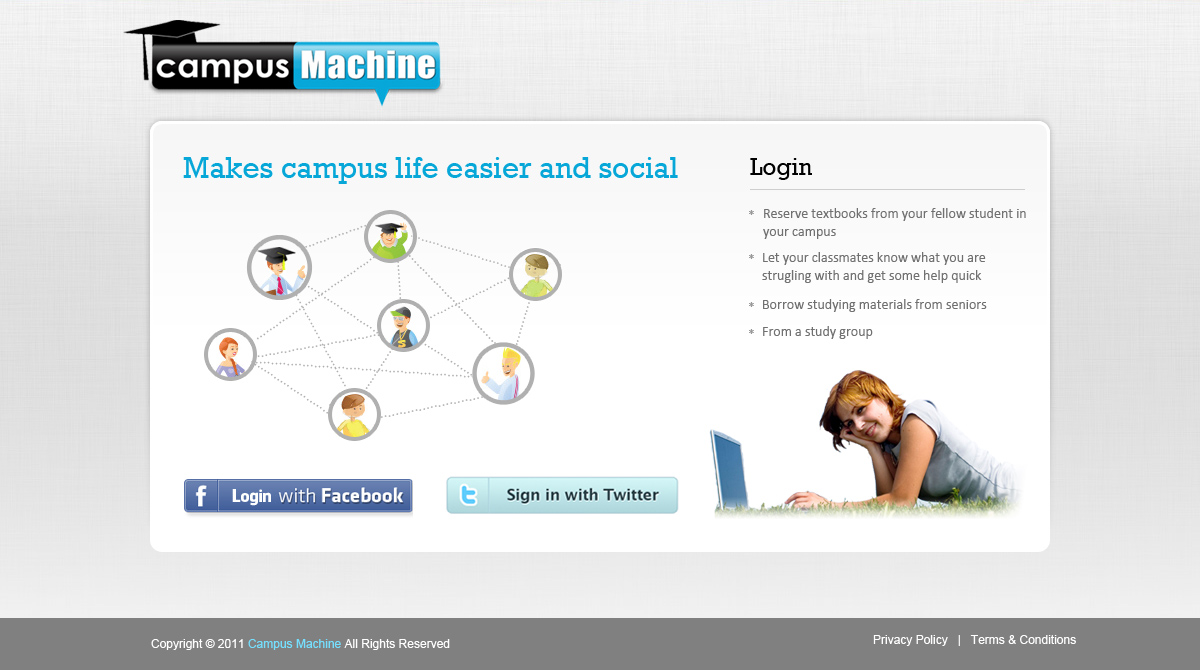 campus Machine
Makes campus life easier and social
Login
* Reserve textbooks from your fellow student in
your campus
* Let your classmates know what you are
strugling with and get some help quick
* Borrow studying materials from seniors
* From a study group
f Login with Facebook
t Sign in with Twitter
Copyright © 2011 Campus Machine All Rights Reserved
Privacy Policy | Terms & Conditions